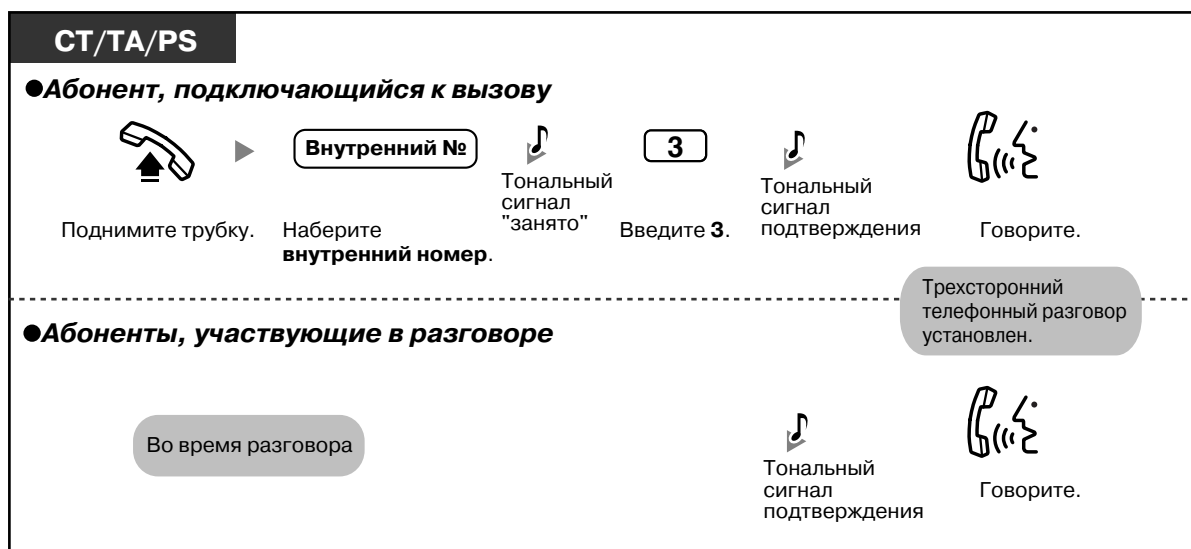 CT/TA/PS
●Абонент, подключающийся к вызову
Внутренний №
3
Поднимите трубку.
Наберите
внутренний номер.
Тональный
сигнал
"занято"
Введите 3.
Тональный
сигнал
подтверждения
Говорите.
Трехсторонний
телефонный разговор
установлен.
●Абоненты, участвующие в разговоре
Во время разговора
Тональный
сигнал
подтверждения
Говорите.